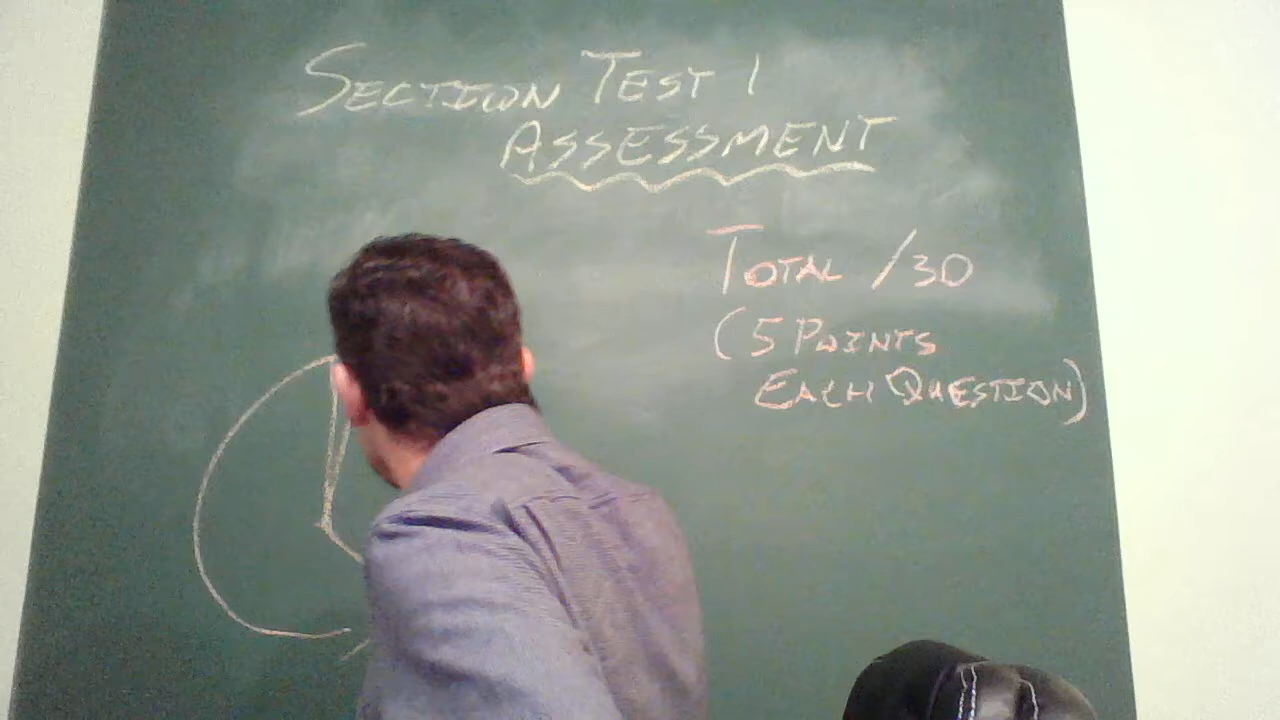 SECTION TEST 1
ASSESSMENT
TOTAL /30
(5 POINTS
EACH QUESTION)